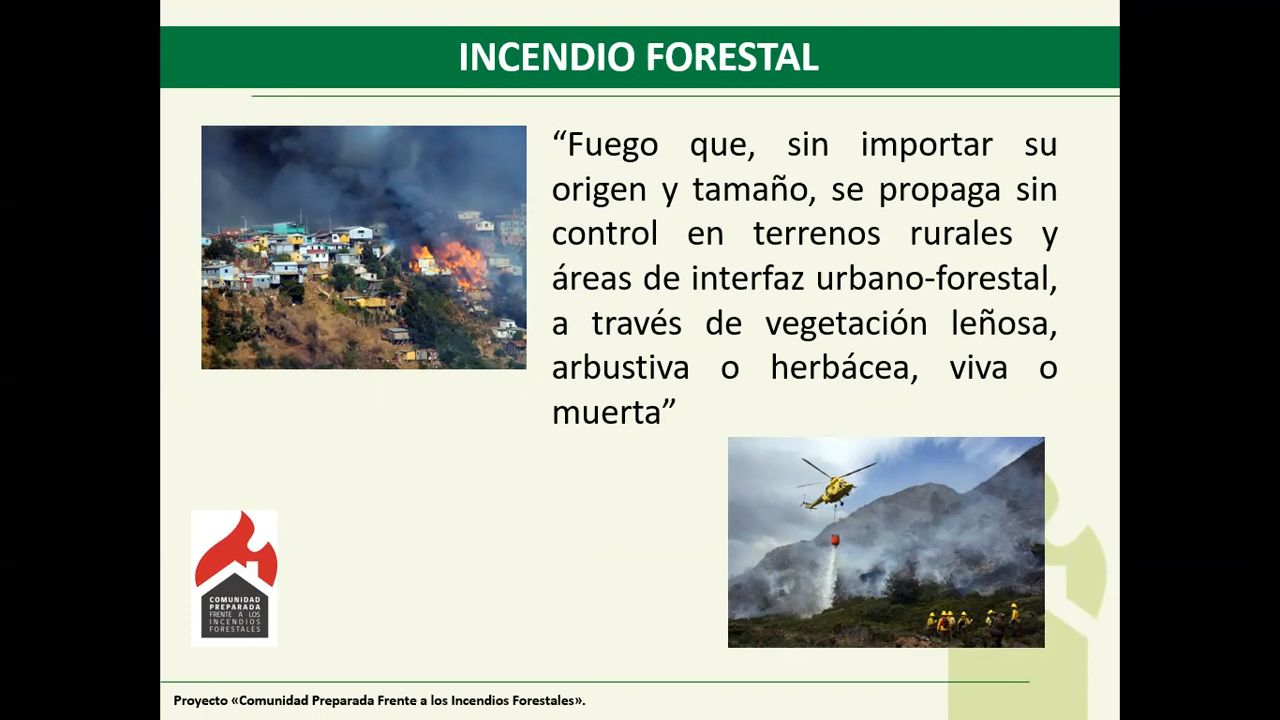 INCENDIO FORESTAL
“Fuego que, sin importar su
origen y tamaño, se propaga sin
control en terrenos rurales y
áreas de interfaz urbano-forestal,
a través de vegetación leñosa,
arbustiva o herbácea, viva o
muerta”
COMUNIDAD
PREPARADA
FRENTE A LOS
INCENDIOS
FORESTALES
Proyecto «Comunidad Preparada Frente a los Incendios Forestales».